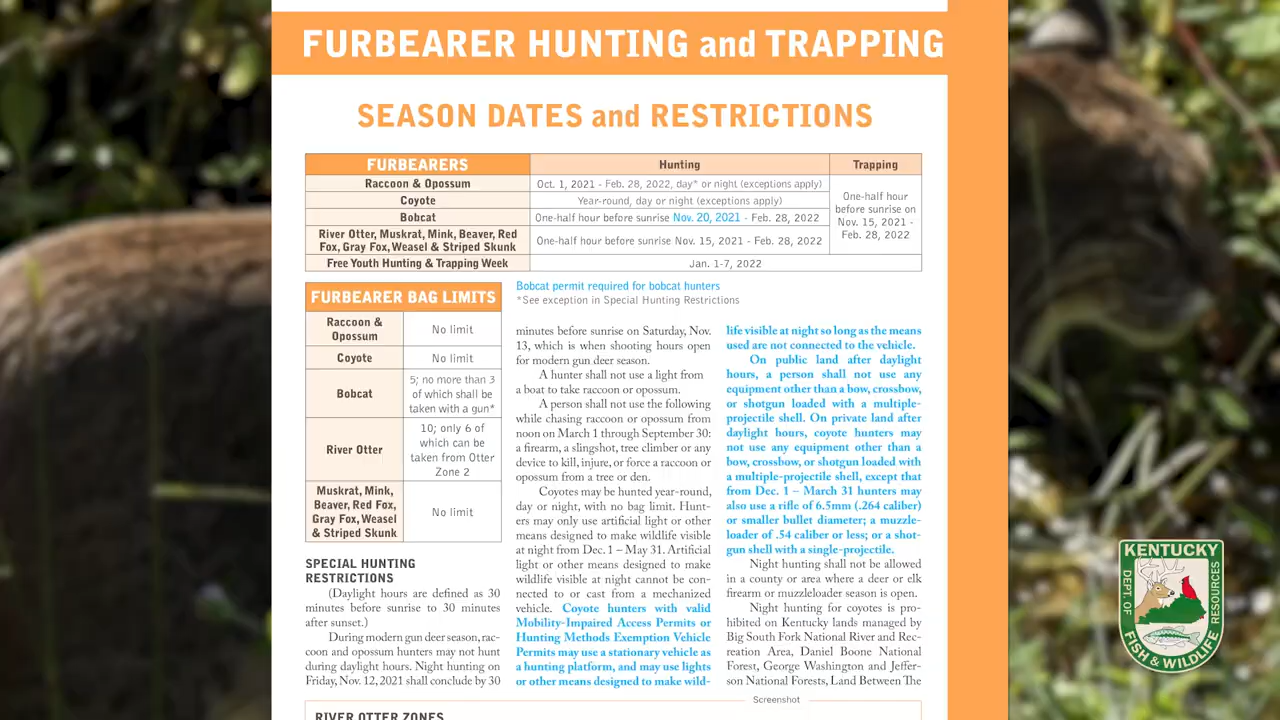 FURBEARER HUNTING and TRAPPING
SEASON DATES and RESTRICTIONS
FURBEARERS Hunting Trapping
Raccoon & Opossum Oct. 1, 2021 - Feb. 28, 2022, day* or night (exceptions apply)
Coyote Year-round, day or night (exceptions apply)
Bobcat One-half hour before sunrise Nov. 20, 2021 - Feb. 28, 2022
River Otter, Muskrat, Mink, Beaver, Red
Fox, Gray Fox, Weasel & Striped Skunk
One-half hour before sunrise Nov. 15, 2021 - Feb. 28, 2022
One-half hour
before sunrise on
Nov. 15, 2021 -
Feb. 28, 2022
Free Youth Hunting & Trapping Week Jan. 1-7, 2022
FURBEARER BAG LIMITS
Raccoon &
Opossum
No limit
Coyote No limit
Bobcat
5; no more than 3
of which shall be
taken with a gun*
River Otter
10; only 6 of
which can be
taken from Otter
Zone 2
Muskrat, Mink,
Beaver, Red Fox,
Gray Fox, Weasel
& Striped Skunk
No limit
SPECIAL HUNTING
RESTRICTIONS
(Daylight hours are defined as 30
minutes before sunrise to 30 minutes
after sunset.)
During modern gun deer season, rac-
coon and opossum hunters may not hunt
during daylight hours. Night hunting on
Friday, Nov. 12, 2021 shall conclude by 30
Bobcat permit required for bobcat hunters
*See exception in Special Hunting Restrictions
minutes before sunrise on Saturday, Nov.
13, which is when shooting hours open
for modern gun deer season.
A hunter shall not use a light from
a boat to take raccoon or opossum.
A person shall not use the following
while chasing raccoon or opossum from
noon on March 1 through September 30:
a firearm, a slingshot, tree climber or any
device to kill, injure, or force a raccoon or
opossum from a tree or den.
Coyotes may be hunted year-round,
day or night, with no bag limit. Hunt-
ers may only use artificial light or other
means designed to make wildlife visible
at night from Dec. 1 – May 31. Artificial
light or other means designed to make
wildlife visible at night cannot be con-
nected to or cast from a mechanized
vehicle. Coyote hunters with valid
Mobility-Impaired Access Permits or
Hunting Methods Exemption Vehicle
Permits may use a stationary vehicle as
a hunting platform, and may use lights
or other means designed to make wild-
life visible at night so long as the means
used are not connected to the vehicle.
On public land after daylight
hours, a person shall not use any
equipment other than a bow, crossbow,
or shotgun loaded with a multiple-
projectile shell. On private land after
daylight hours, coyote hunters may
not use any equipment other than a
bow, crossbow, or shotgun loaded with
a multiple-projectile shell, except that
from Dec. 1 – March 31 hunters may
also use a rifle of 6.5mm (.264 caliber)
or smaller bullet diameter; a muzzle-
loader of .54 caliber or less; or a shot-
gun shell with a single-projectile.
Night hunting shall not be allowed
in a county or area where a deer or elk
firearm or muzzleloader season is open.
Night hunting for coyotes is pro-
hibited on Kentucky lands managed by
Big South Fork National River and Rec-
reation Area, Daniel Boone National
Forest, George Washington and Jeffer-
son National Forests, Land Between The
Screenshot
RIVER OTTER ZONES
KENTUCKY
DEPT. OF
FISH & WILDLIFE
RESOURCES